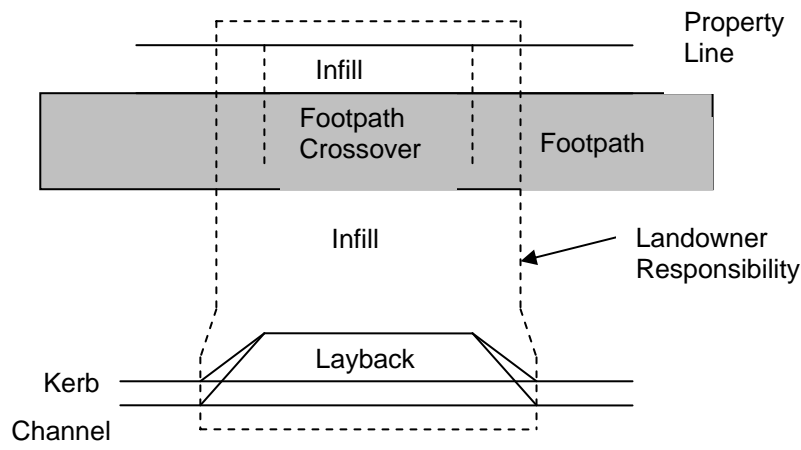 Property
Line
Infill
Footpath
Crossover
Footpath
Infill
Landowner
Responsibility
Layback
Kerb
Channel